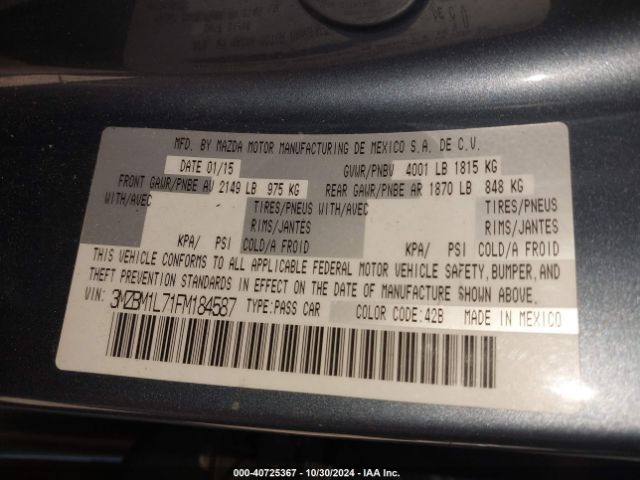 MFD. BY MAZDA MOTOR MANUFACTURING DE MEXICO S.A. DE C.V.
DATE 01/15 GVWR/PNBV 4001 LB 1815 KG
FRONT GAWR/PNBE AV 2149 LB 975 KG REAR GAWR/PNBE AR 1870 LB 848 KG
WITH/AVEC TIRES/PNEUS WITH/AVEC TIRES/PNEUS
RIMS/JANTES RIMS/JANTES
KPA/ PSI COLD/A FROID KPA/ PSI COLD/A FROID
THIS VEHICLE CONFORMS TO ALL APPLICABLE FEDERAL MOTOR VEHICLE SAFETY, BUMPER, AND
THEFT PREVENTION STANDARDS IN EFFECT ON THE DATE OF MANUFACTURE SHOWN ABOVE.
VIN: 3MZBM1L71FM184587 TYPE:PASS CAR COLOR CODE:42B MADE IN MEXICO
000-40725367 - 10/30/2024 - IAA Inc.